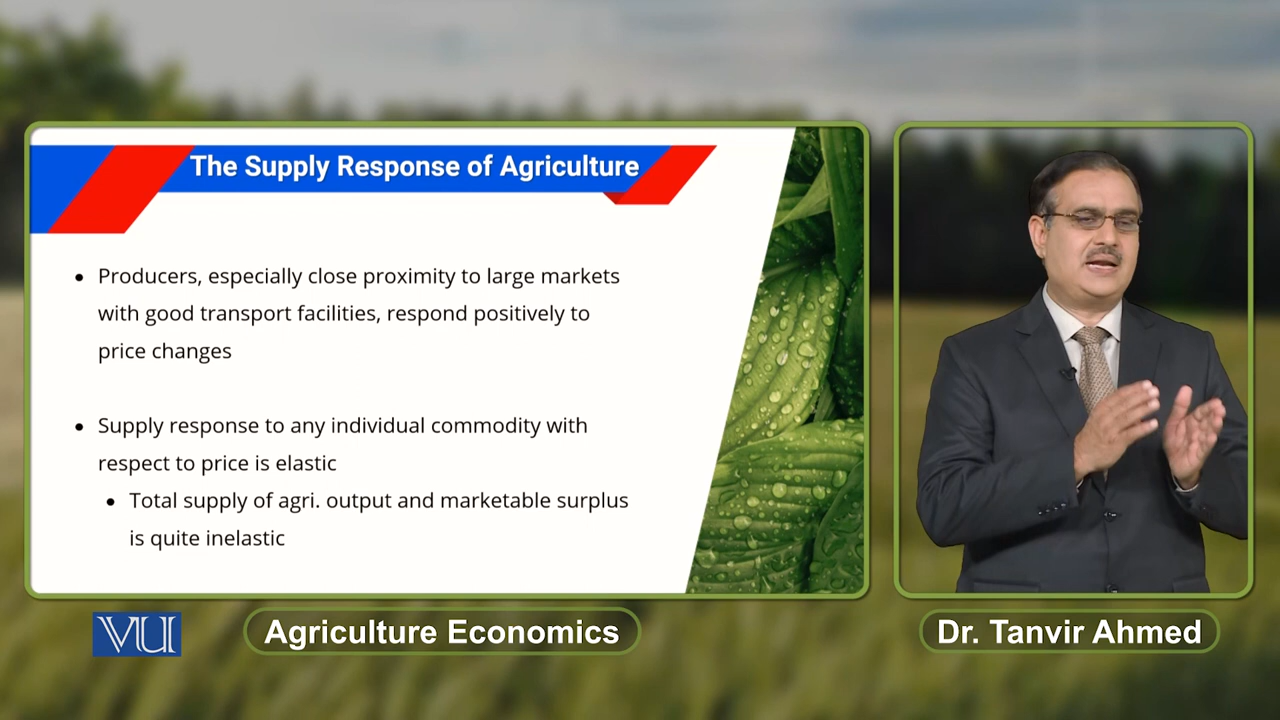 The Supply Response of Agriculture
• Producers, especially close proximity to large markets
with good transport facilities, respond positively to
price changes
• Supply response to any individual commodity with
respect to price is elastic
• Total supply of agri. output and marketable surplus
is quite inelastic
VU
Agriculture Economics
Dr. Tanvir Ahmed